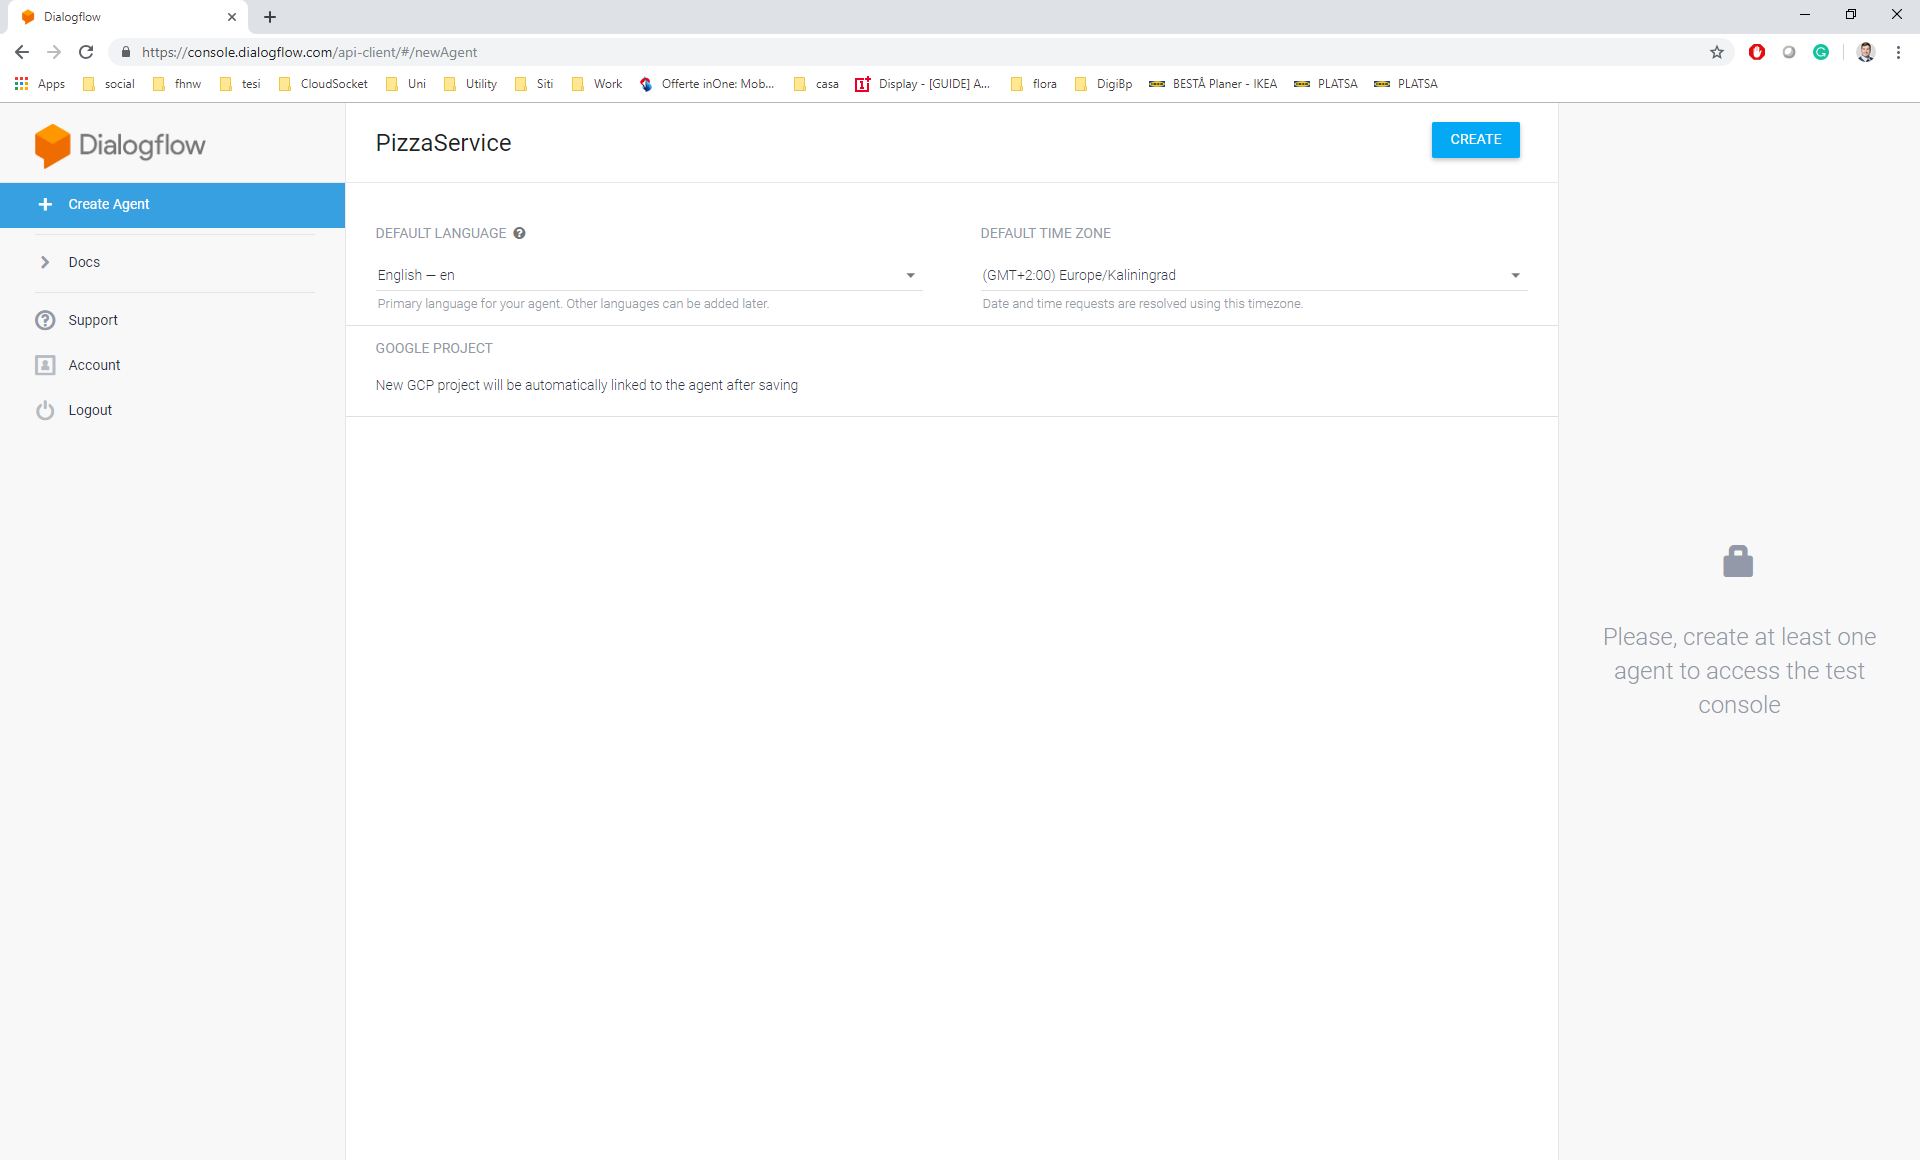 Dialogflow
https://console.dialogflow.com/api-client/#/newAgent
Apps social fhnw tesi CloudSocket Uni Utility Siti Work Offerte inOne: Mob... casa Display - [GUIDE] A... flora DigiBp BESTÅ Planer - IKEA PLATSA PLATSA
Dialogflow
PizzaService
CREATE
Create Agent
Docs
Support
Account
Logout
DEFAULT LANGUAGE
English — en
Primary language for your agent. Other languages can be added later.
DEFAULT TIME ZONE
(GMT+2:00) Europe/Kaliningrad
Date and time requests are resolved using this timezone.
GOOGLE PROJECT
New GCP project will be automatically linked to the agent after saving
Please, create at least one
agent to access the test
console